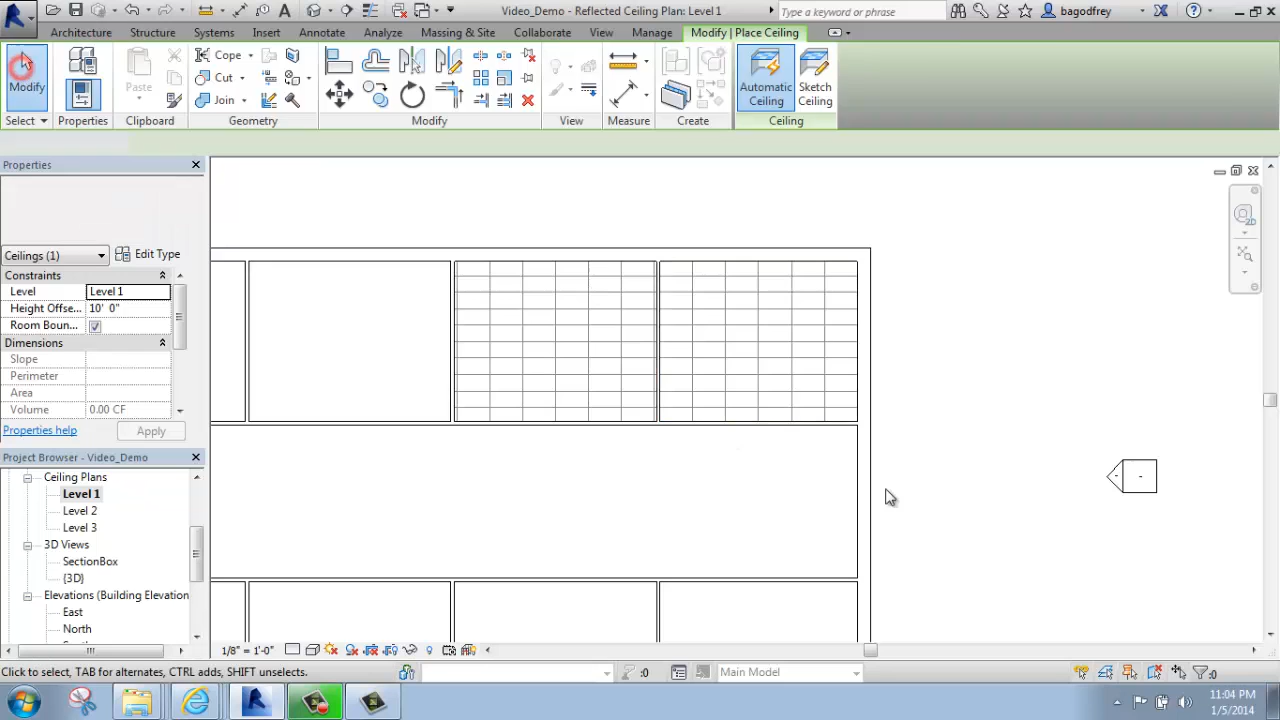 Video_Demo - Reflected Ceiling Plan: Level 1
Type a keyword or phrase
bagodfrey
Architecture Structure Systems Insert Annotate Analyze Massing & Site Collaborate View Manage Modify | Place Ceiling
Modify
Select
Properties
Paste
Clipboard
Cope
Cut
Join
Geometry
Modify
View
Measure
Create
Automatic
Ceiling
Sketch
Ceiling
Ceiling
Properties
Ceilings (1)
Edit Type
Constraints
Level Level 1
Height Offse... 10' 0"
Room Boun...
Dimensions
Slope
Perimeter
Area
Volume 0.00 CF
Properties help
Apply
Project Browser - Video_Demo
Ceiling Plans
Level 1
Level 2
Level 3
3D Views
SectionBox
{3D}
Elevations (Building Elevation
East
North
1/8" = 1'-0"
Click to select, TAB for alternates, CTRL adds, SHIFT unselects.
:0
Main Model
:0
2D
11:04 PM
1/5/2014